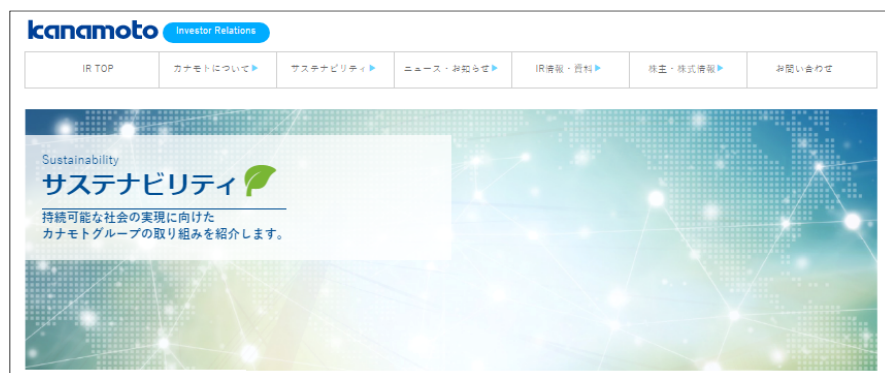 kanamoto Investor Relations
IR TOP カナモトについて▶ サステナビリティ▶ ニュース・お知らせ▶ IR情報・資料▶ 株主・株式情報▶ お問い合わせ
Sustainability
サステナビリティ
持続可能な社会の実現に向けた
カナモトグループの取り組みを紹介します。